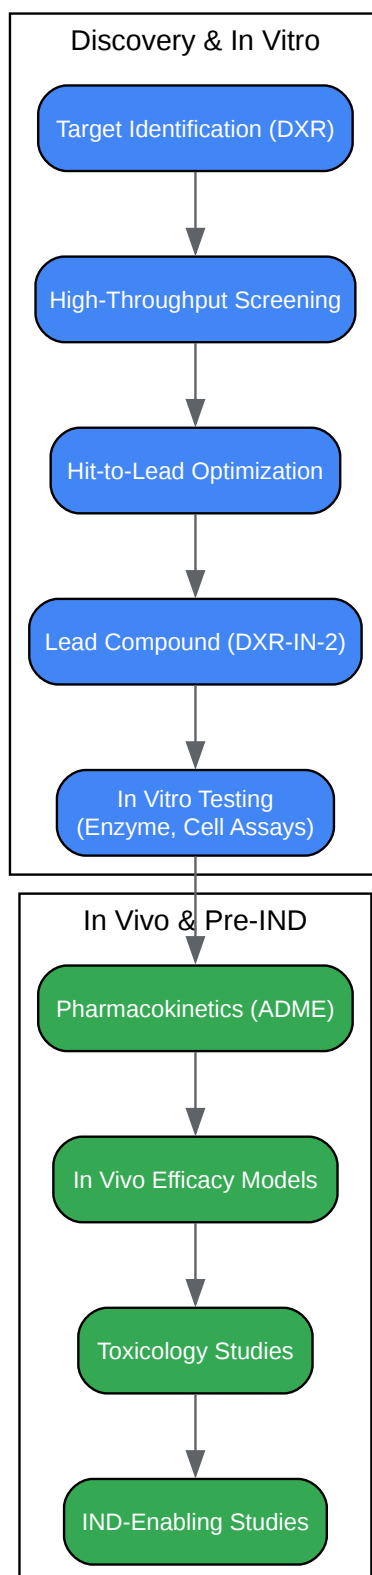 Discovery & In Vitro
Target Identification (DXR)
High-Throughput Screening
Hit-to-Lead Optimization
Lead Compound (DXR-IN-2)
In Vitro Testing
(Enzyme, Cell Assays)
In Vivo & Pre-IND
Pharmacokinetics (ADME)
In Vivo Efficacy Models
Toxicology Studies
IND-Enabling Studies